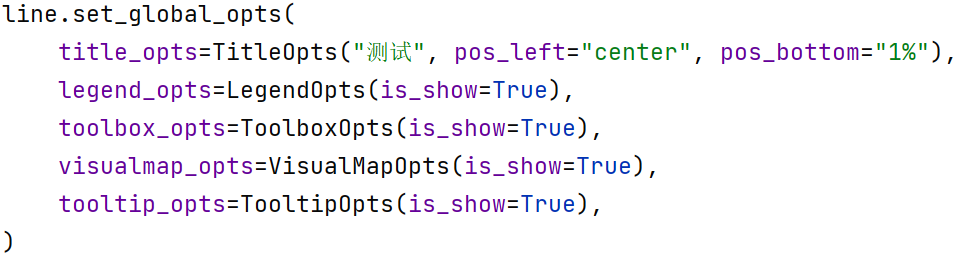 line.set_global_opts(
    title_opts=TitleOpts("测试", pos_left="center", pos_bottom="1%"),
    legend_opts=LegendOpts(is_show=True),
    toolbox_opts=ToolboxOpts(is_show=True),
    visualmap_opts=VisualMapOpts(is_show=True),
    tooltip_opts=TooltipOpts(is_show=True),
)